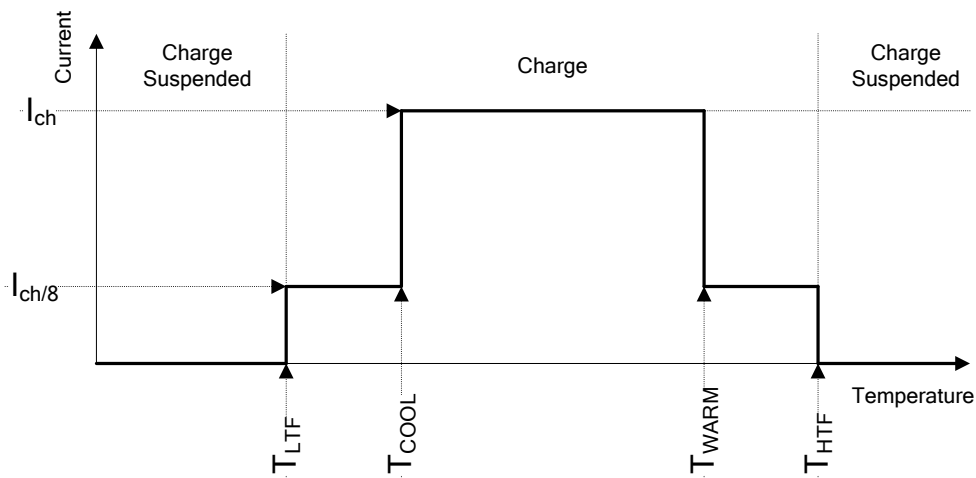 Current
Charge
Suspended
Charge
Charge
Suspended
Ich
Ich/8
Temperature
TLTF
TCOOL
TWARM
THTF